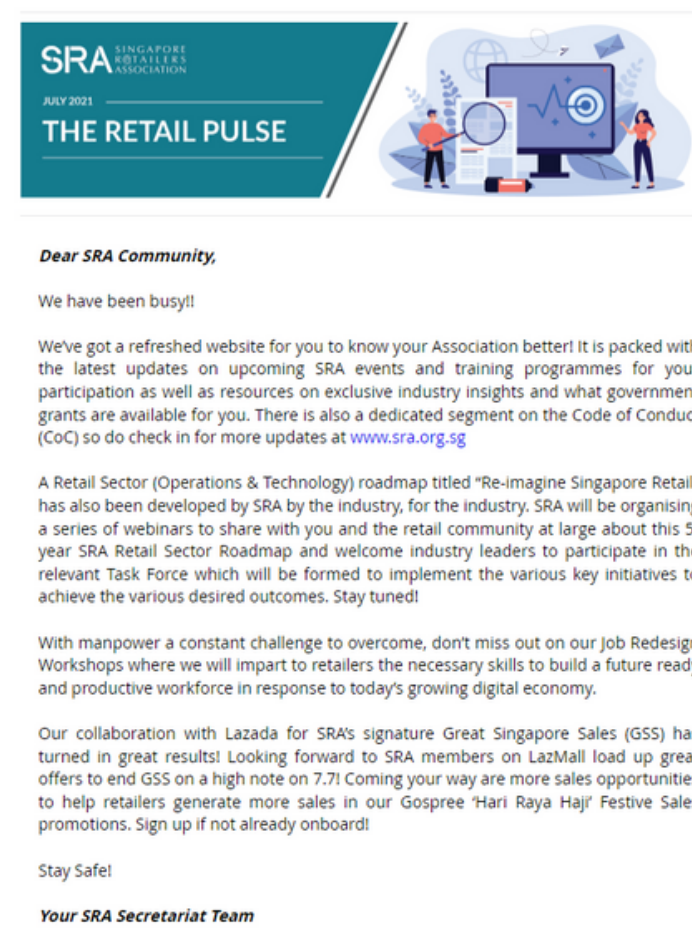 SRA SINGAPORE
RETAILERS
ASSOCIATION
JULY 2021
THE RETAIL PULSE
Dear SRA Community,
We have been busy!!
We've got a refreshed website for you to know your Association better! It is packed with
the latest updates on upcoming SRA events and training programmes for you
participation as well as resources on exclusive industry insights and what governmen
grants are available for you. There is also a dedicated segment on the Code of Conduc
(CoC) so do check in for more updates at www.sra.org.sg
A Retail Sector (Operations & Technology) roadmap titled “Re-imagine Singapore Retail
has also been developed by SRA by the industry, for the industry. SRA will be organising
a series of webinars to share with you and the retail community at large about this 5
year SRA Retail Sector Roadmap and welcome industry leaders to participate in the
relevant Task Force which will be formed to implement the various key initiatives to
achieve the various desired outcomes. Stay tuned!
With manpower a constant challenge to overcome, don't miss out on our Job Redesign
Workshops where we will impart to retailers the necessary skills to build a future ready
and productive workforce in response to today's growing digital economy.
Our collaboration with Lazada for SRA's signature Great Singapore Sales (GSS) ha
turned in great results! Looking forward to SRA members on LazMall load up grea
offers to end GSS on a high note on 7.7! Coming your way are more sales opportunitie
to help retailers generate more sales in our Gospree ‘Hari Raya Haji’ Festive Sale
promotions. Sign up if not already onboard!
Stay Safe!
Your SRA Secretariat Team